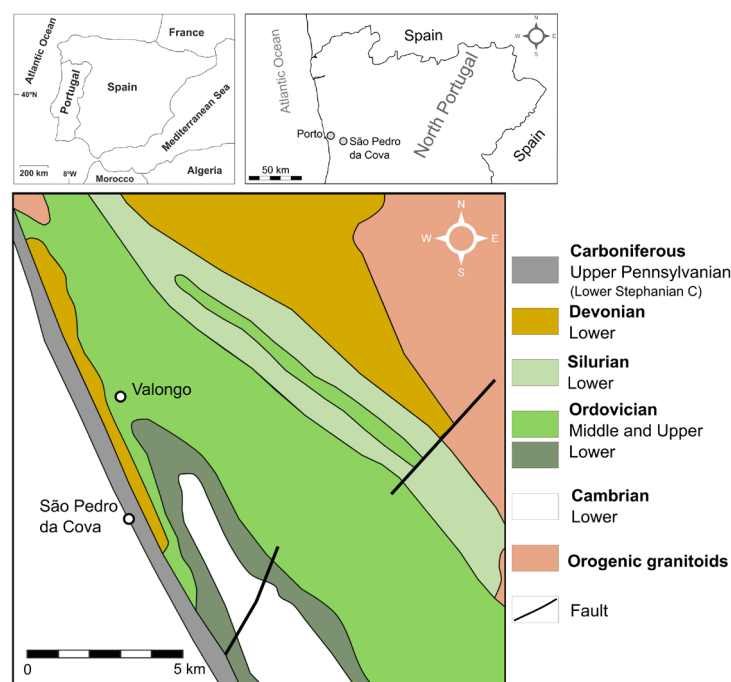 Atlantic Ocean
France
40ºN
Portugal
Spain
Mediterranean Sea
200 km
8ºW
Morocco
Algeria
Atlantic Ocean
Spain
N
W
E
S
North Portugal
Porto
São Pedro
da Cova
Spain
50 km
N
W
E
S
Valongo
São Pedro
da Cova
0
5 km
Carboniferous
Upper Pennsylvanian
(Lower Stephanian C)
Devonian
Lower
Silurian
Lower
Ordovician
Middle and Upper
Lower
Cambrian
Lower
Orogenic granitoids
Fault